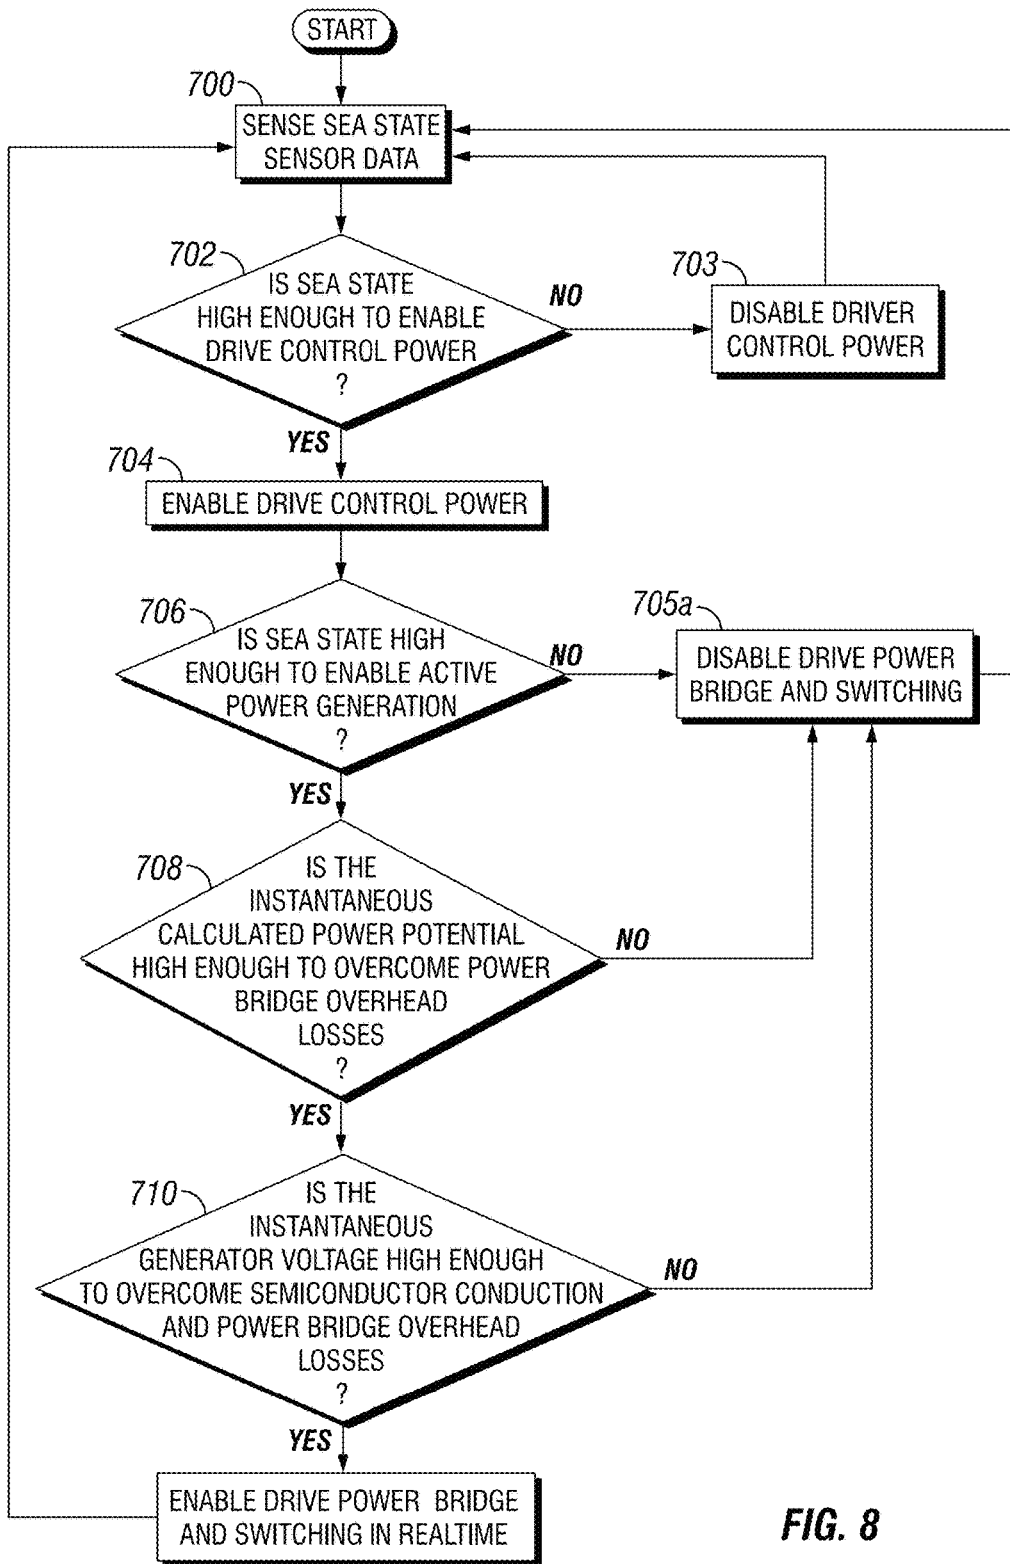 START
700
SENSE SEA STATE
SENSOR DATA
702
IS SEA STATE
HIGH ENOUGH TO ENABLE
DRIVE CONTROL POWER
?
NO
703
DISABLE DRIVER
CONTROL POWER
YES
704
ENABLE DRIVE CONTROL POWER
706
IS SEA STATE HIGH
ENOUGH TO ENABLE ACTIVE
POWER GENERATION
?
NO
705a
DISABLE DRIVE POWER
BRIDGE AND SWITCHING
YES
708
IS THE
INSTANTANEOUS
CALCULATED POWER POTENTIAL
HIGH ENOUGH TO OVERCOME POWER
BRIDGE OVERHEAD
LOSSES
?
NO
YES
710
IS THE
INSTANTANEOUS
GENERATOR VOLTAGE HIGH ENOUGH
TO OVERCOME SEMICONDUCTOR CONDUCTION
AND POWER BRIDGE OVERHEAD
LOSSES
?
NO
YES
ENABLE DRIVE POWER BRIDGE
AND SWITCHING IN REALTIME
FIG. 8